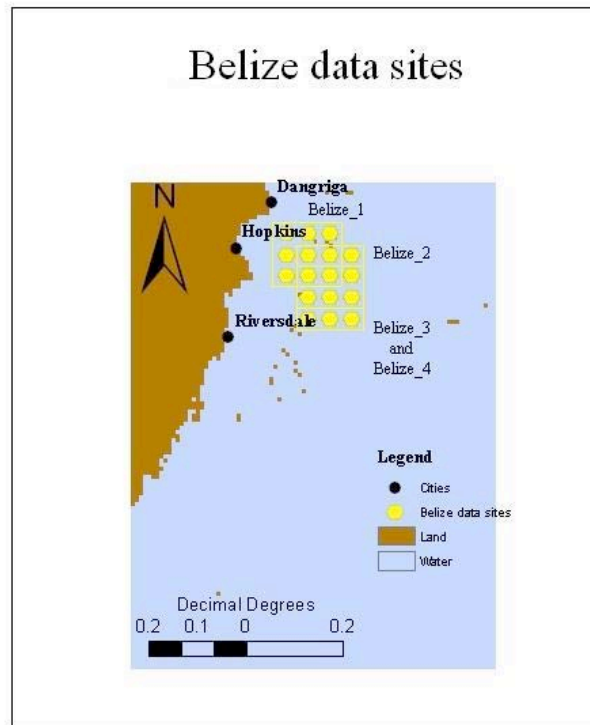 Belize data sites
N
Dangriga
Belize_1
Hopkins
Belize_2
Riversdale
Belize_3
and
Belize_4
Legend
Cities
Belize data sites
Land
Water
Decimal Degrees
0.2 0.1 0 0.2